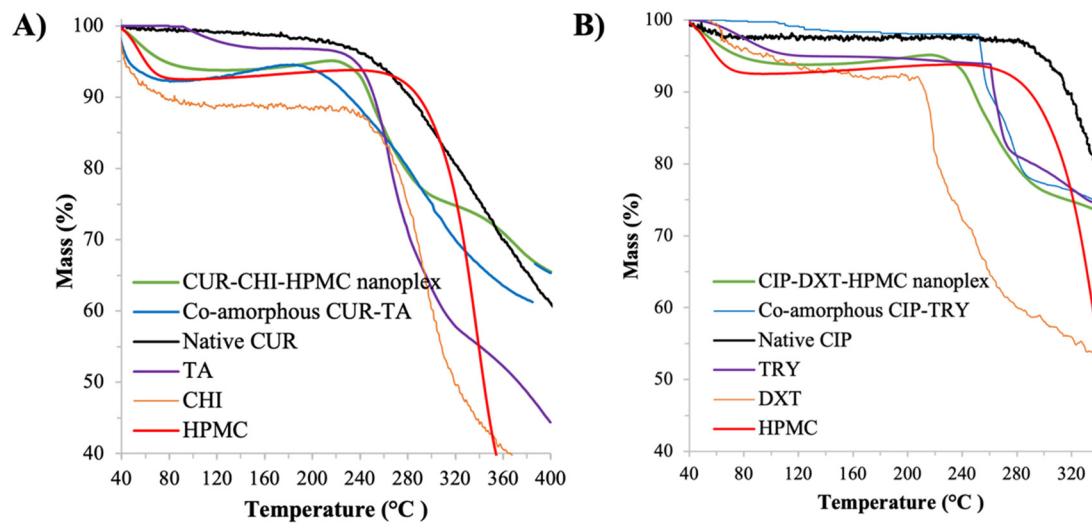 A)
100
90
80
70
60
50
40
Mass (%)
CUR-CHI-HPMC nanoplex
Co-amorphous CUR-TA
Native CUR
TA
CHI
HPMC
40 80 120 160 200 240 280 320 360 400
Temperature (°C )
B)
100
90
80
70
60
50
40
Mass (%)
CIP-DXT-HPMC nanoplex
Co-amorphous CIP-TRY
Native CIP
TRY
DXT
HPMC
40 80 120 160 200 240 280 320
Temperature (°C )